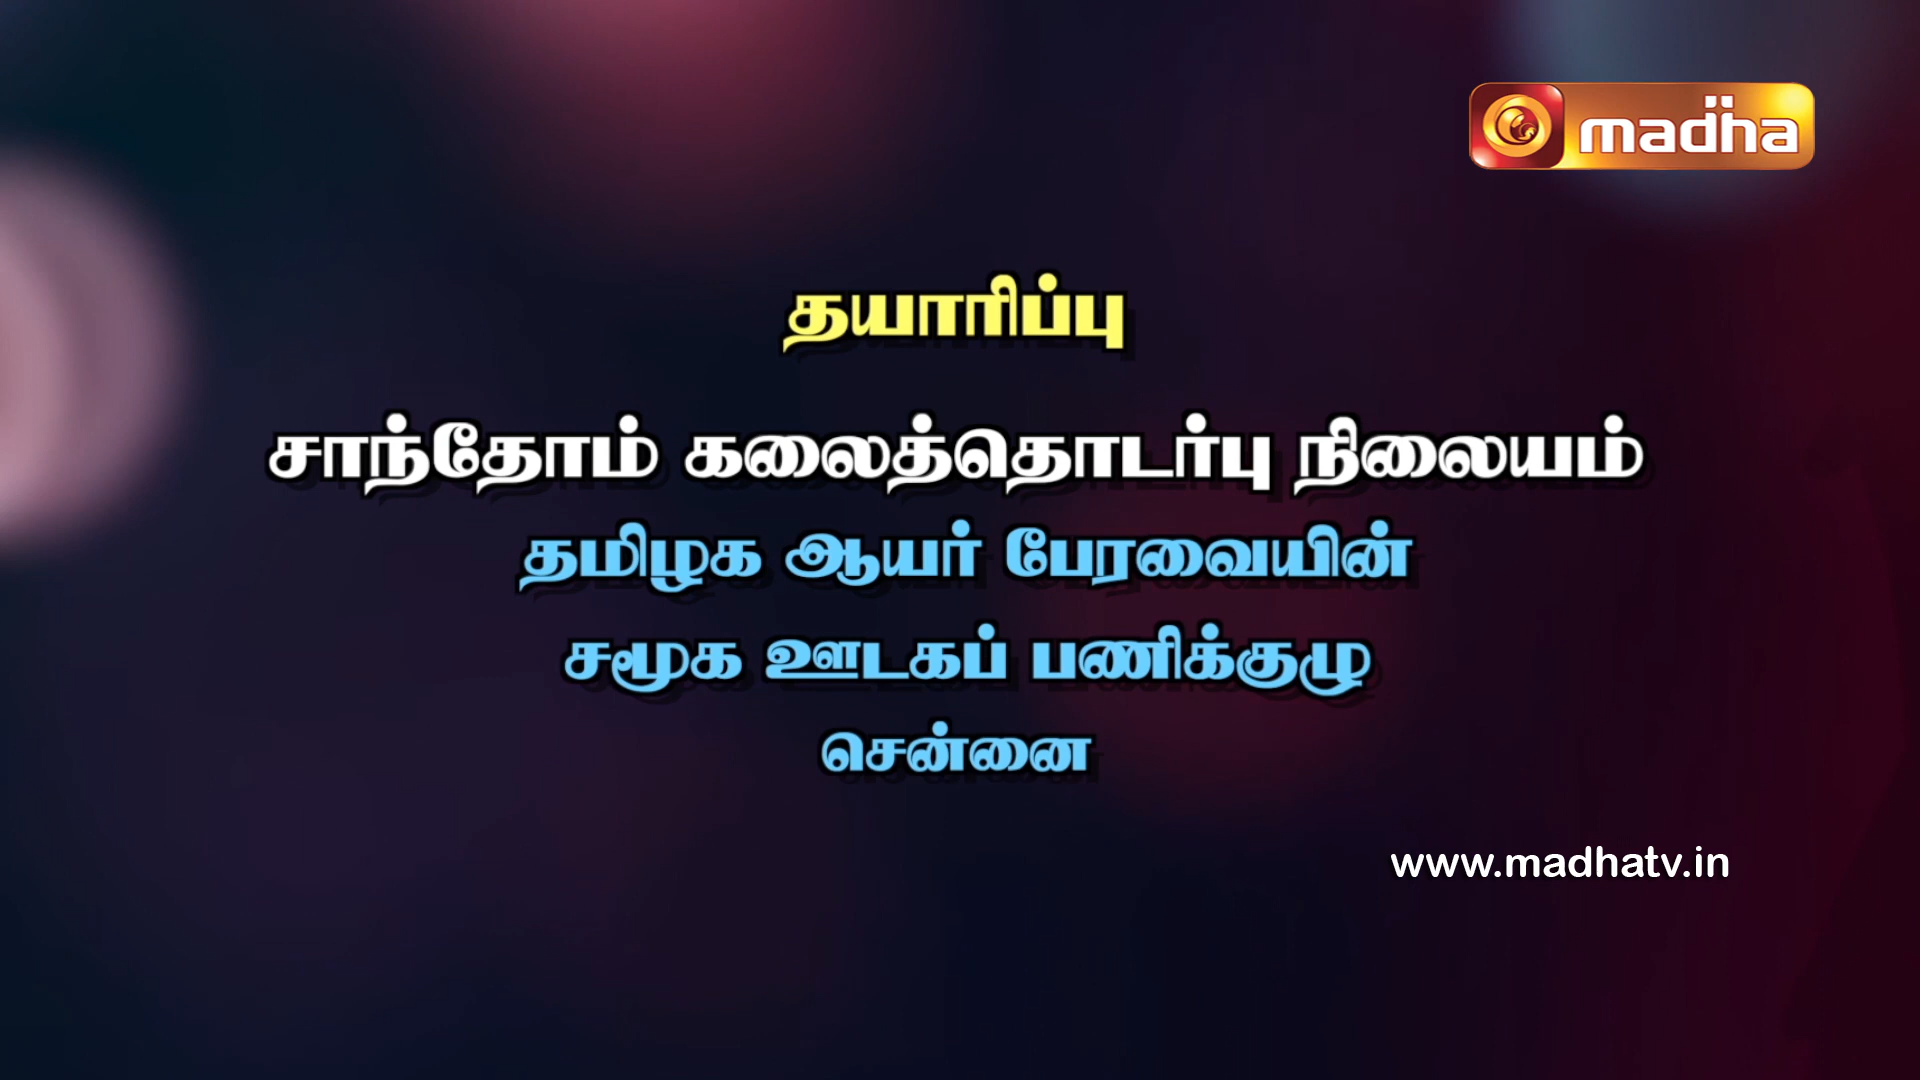 madha
தயாரிப்பு
சாந்தோம் கலைத்தொடர்பு நிலையம்
தமிழக ஆயர் பேரவையின்
சமூக ஊடகப் பணிக்குழு
சென்னை
www.madhatv.in